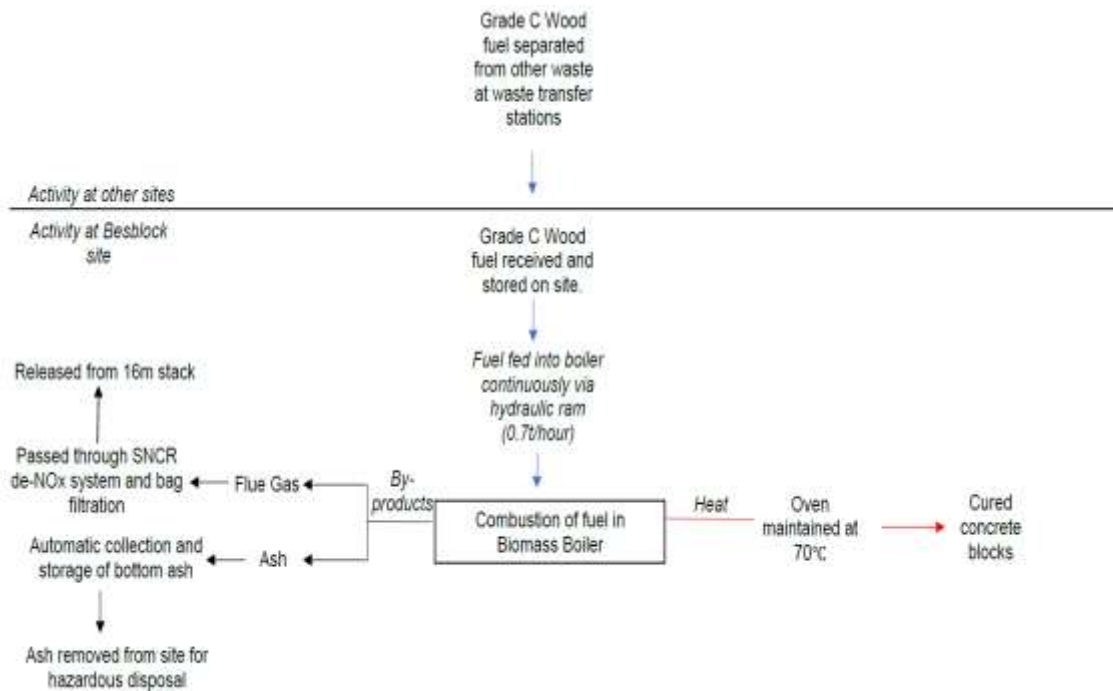 Grade C Wood
fuel separated
from other waste
at waste transfer
stations
Activity at other sites
Activity at Besblock
site
Grade C Wood
fuel received and
stored on site.
Fuel fed into boiler
continuously via
hydraulic ram
(0.7t/hour)
Released from 16m stack
Passed through SNCR
de-NOx system and bag
filtration
Flue Gas
By-
products
Combustion of fuel in
Biomass Boiler
Heat
Oven
maintained at
70℃
Cured
concrete
blocks
Automatic collection and
storage of bottom ash
Ash
Ash removed from site for
hazardous disposal